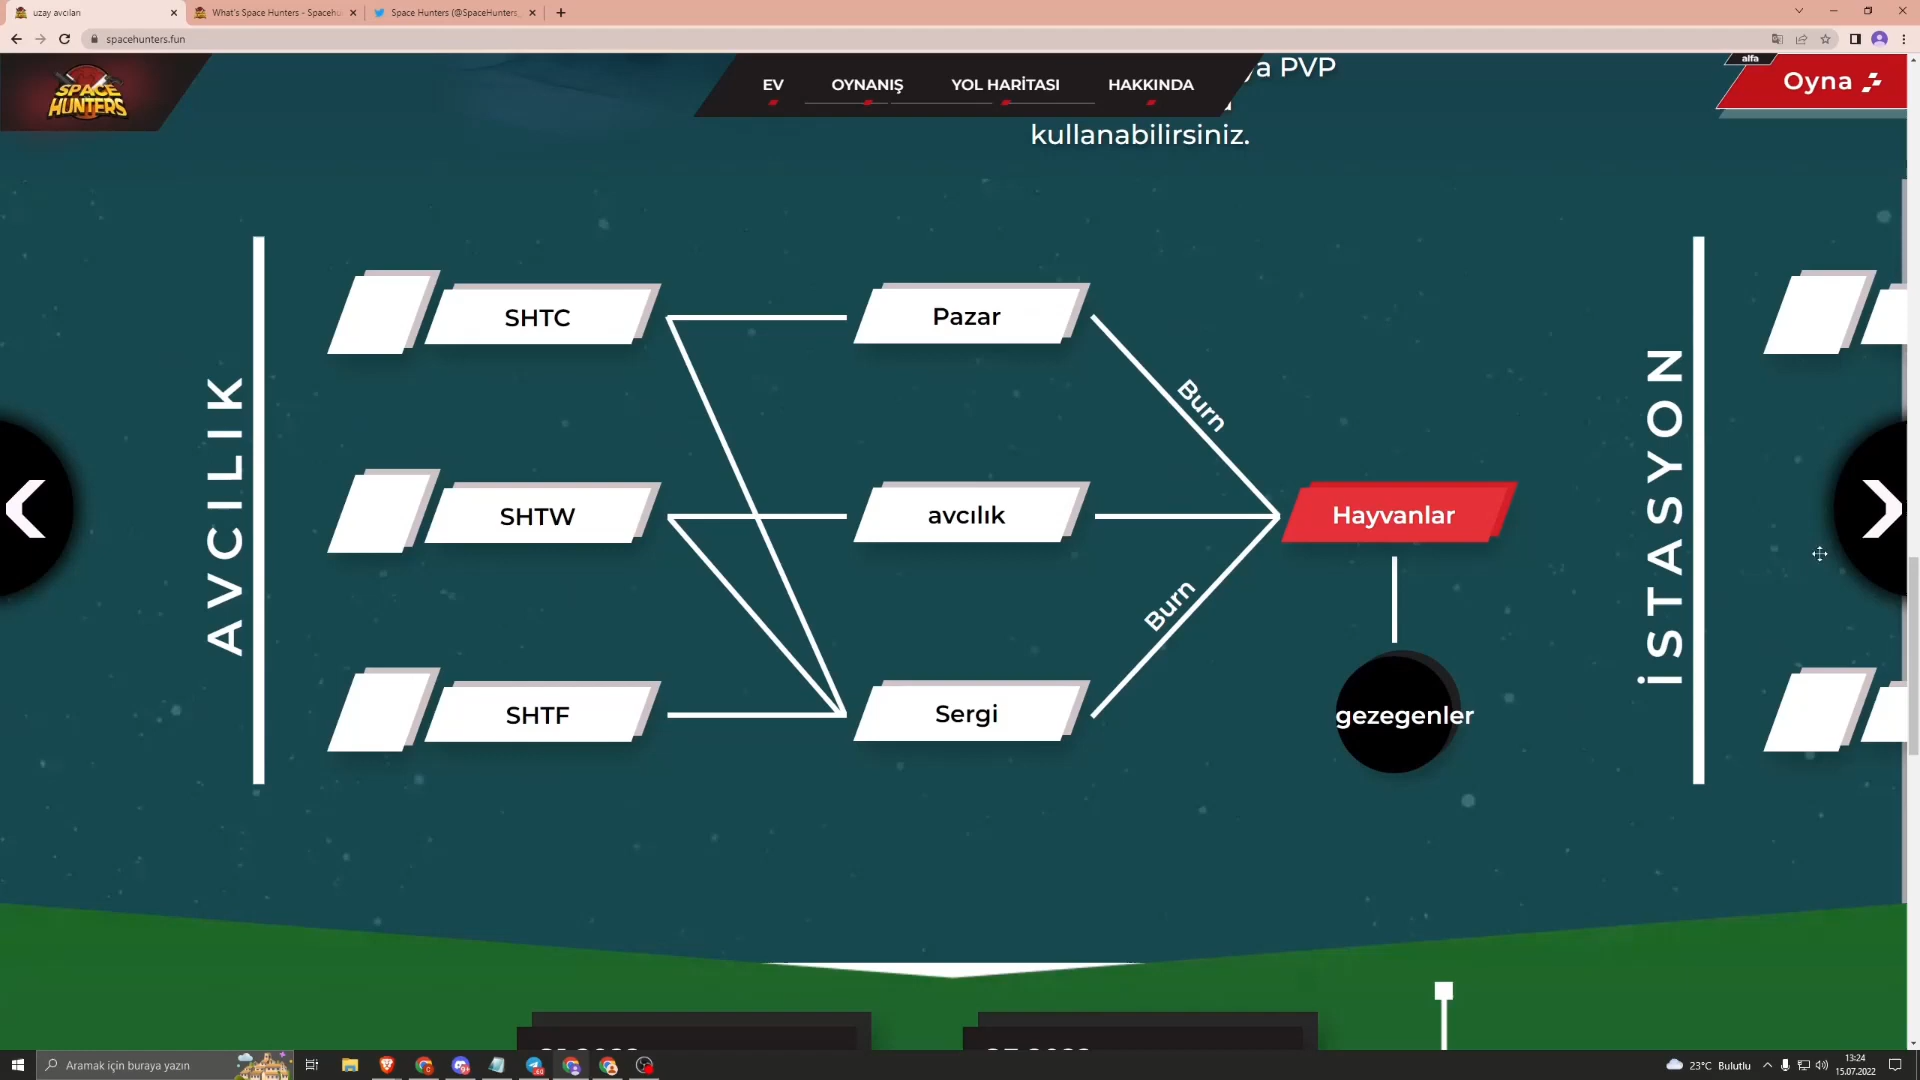 uzay avcıları
What's Space Hunters - Spacehu
Space Hunters (@SpaceHunters_
spacehunters.fun
SPACE
HUNTERS
EV
OYNANIŞ
YOL HARİTASI
HAKKINDA
a PVP
alfa
Oyna
kullanabilirsiniz.
AVCILIK
SHTC
Pazar
Burn
SHTW
avcılık
Hayvanlar
Burn
SHTF
Sergi
gezegenler
İSTASYON
Aramak için buraya yazın
23°C Bulutlu
13:24
15.07.2022